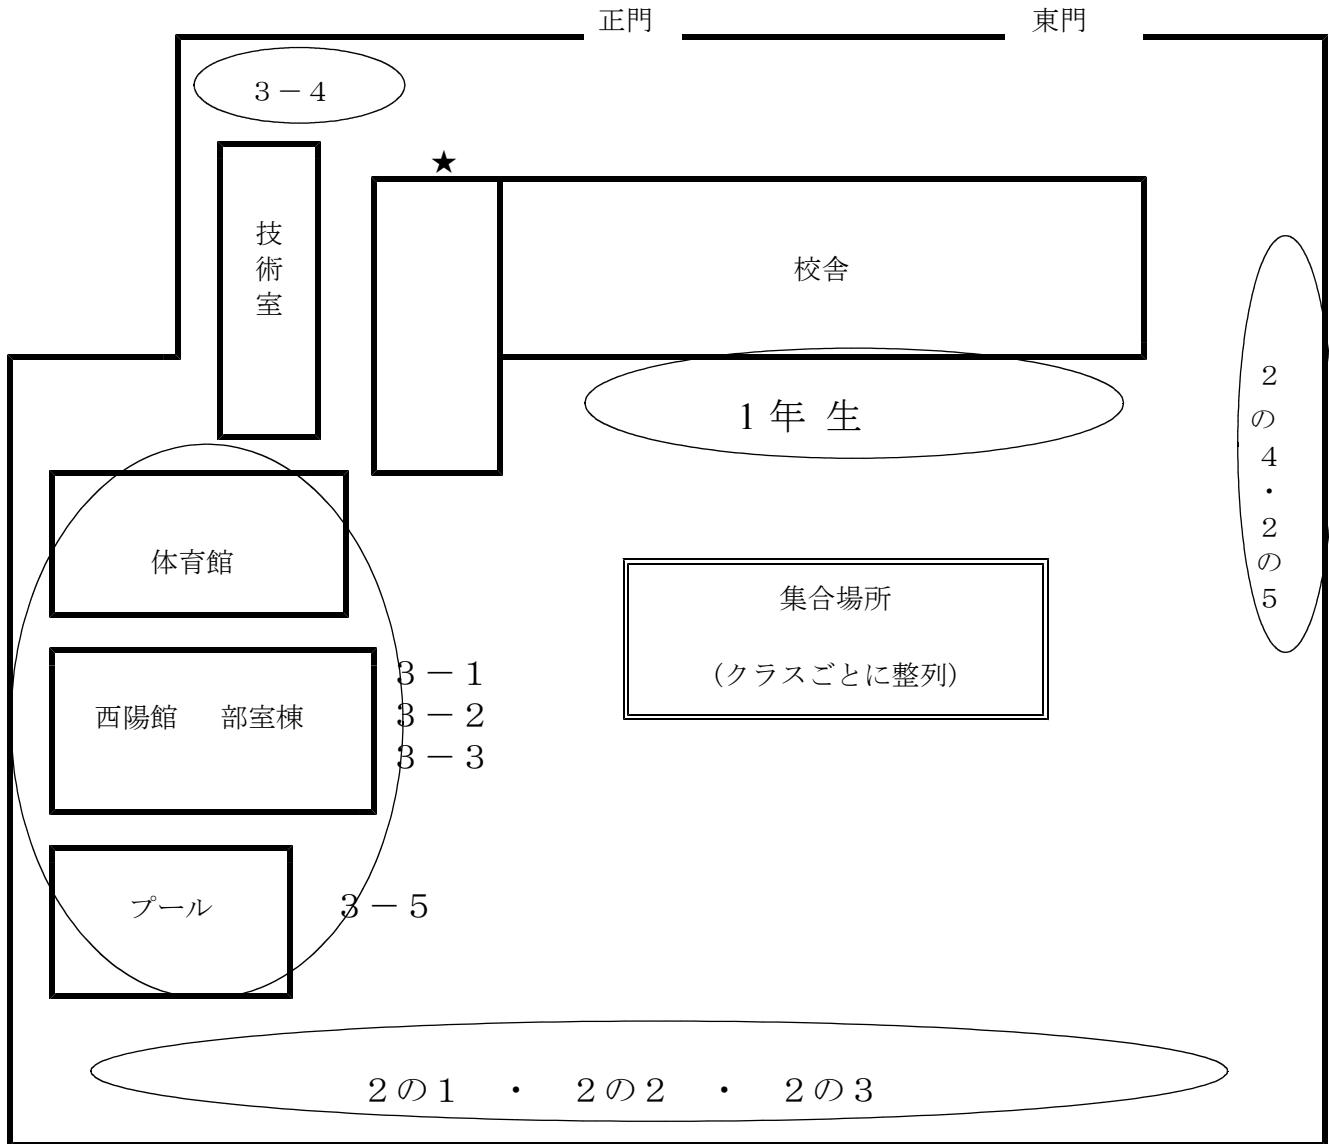 正門
東門
３－４
★
技術室
校舎
1 年 生
２の４・２の５
体育館
集合場所
（クラスごとに整列）
３－１
３－２
３－３
西陽館　部室棟
プール
３－５
２の１　・　２の２　・　２の３